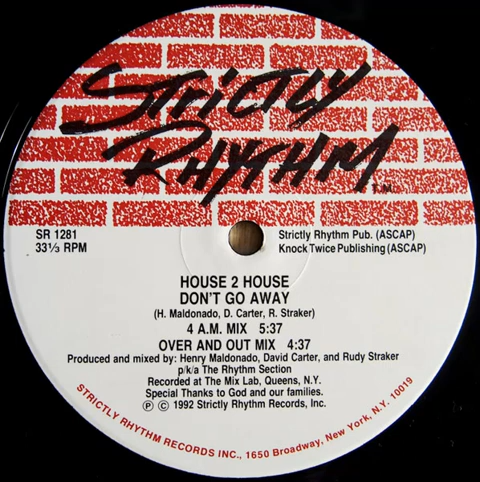 STRICTLY
RHYTHM
SR 1281
33⅓ RPM
Strictly Rhythm Pub. (ASCAP)
Knock Twice Publishing (ASCAP)
HOUSE 2 HOUSE
DON'T GO AWAY
(H. Maldonado, D. Carter, R. Straker)
4 A.M. MIX 5:37
OVER AND OUT MIX 4:37
Produced and mixed by: Henry Maldonado, David Carter, and Rudy Straker
p/k/a The Rhythm Section
Recorded at The Mix Lab, Queens, N.Y.
Special Thanks to God and our families.
Ⓟ © 1992 Strictly Rhythm Records, Inc.
STRICTLY RHYTHM RECORDS INC., 1650 Broadway, New York, N.Y. 10019